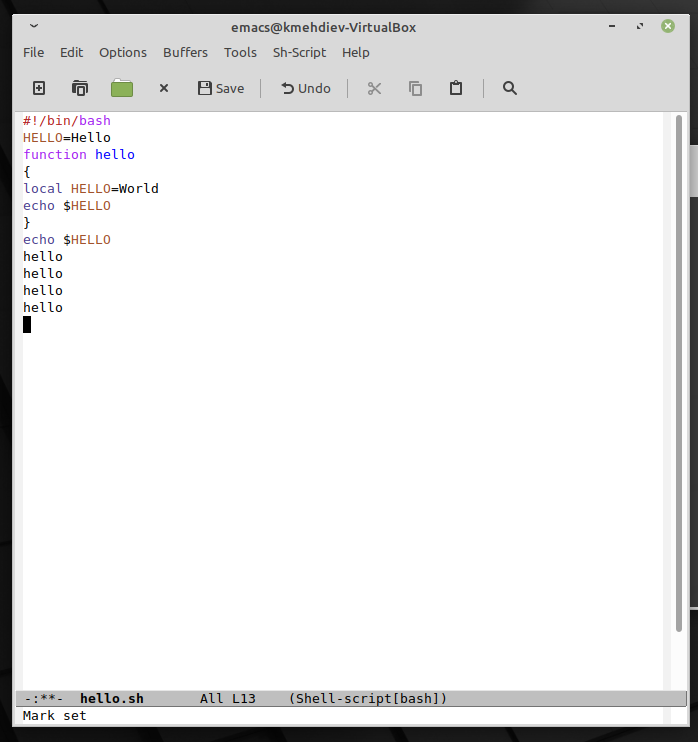 emacs@kmehdiev-VirtualBox
File Edit Options Buffers Tools Sh-Script Help
Save Undo
#!/bin/bash
HELLO=Hello
function hello
{
local HELLO=World
echo $HELLO
}
echo $HELLO
hello
hello
hello
hello
-:**- hello.sh All L13 (Shell-script[bash])
Mark set